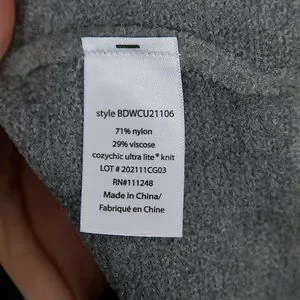 style BDWCU21106
71% nylon
29% viscose
cozychic ultra lite® knit
LOT # 202111CG03
RN#111248
Made In China/
Fabriqué en Chine